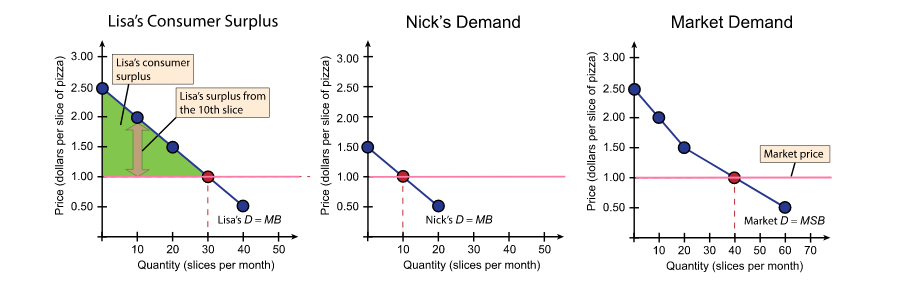 Lisa's Consumer Surplus
Price (dollars per slice of pizza)
3.00
2.50
2.00
1.50
1.00
0.50
Lisa's consumer
surplus
Lisa's surplus from
the 10th slice
Lisa's D = MB
10 20 30 40 50
Quantity (slices per month)
Nick's Demand
Price (dollars per slice of pizza)
3.00
2.50
2.00
1.50
1.00
0.50
Nick's D = MB
10 20 30 40 50
Quantity (slices per month)
Market Demand
Price (dollars per slice of pizza)
3.00
2.50
2.00
1.50
1.00
0.50
Market price
Market D = MSB
10 20 30 40 50 60 70
Quantity (slices per month)